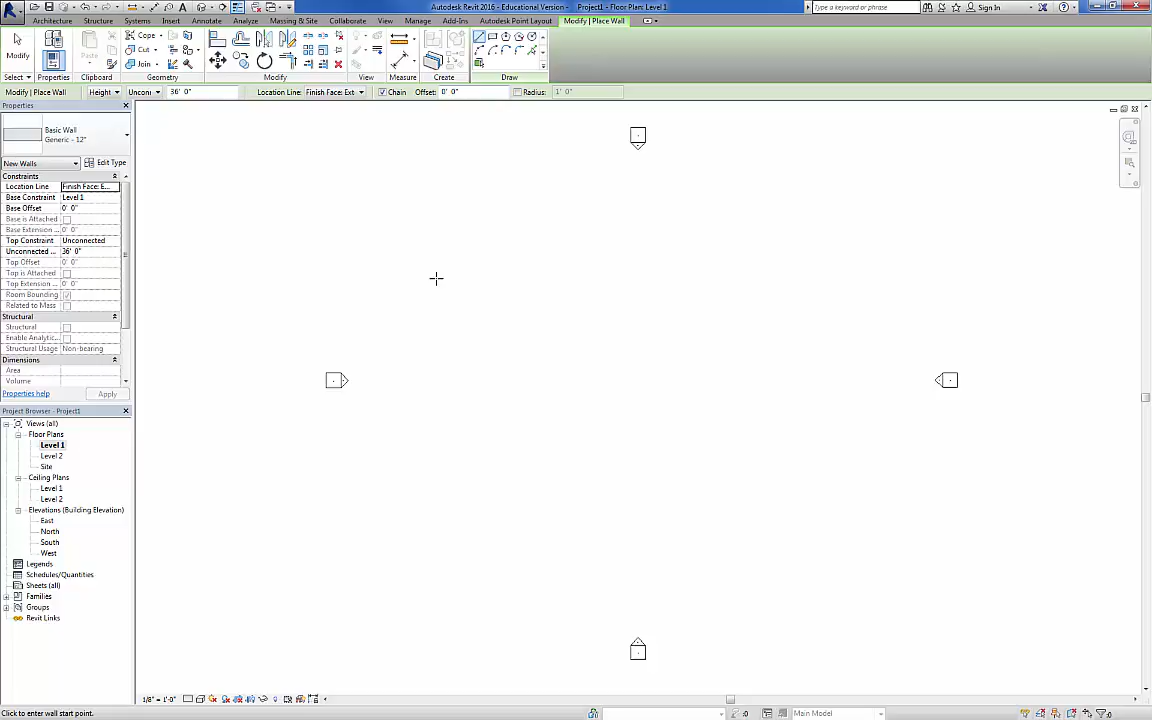 Autodesk Revit 2016 - Educational Version - Project1 - Floor Plan: Level 1
Type a keyword or phrase
Sign In
Architecture Structure Systems Insert Annotate Analyze Massing & Site Collaborate View Manage Add-Ins Autodesk Point Layout Modify | Place Wall
Modify
Paste
Cope
Cut
Join
Select Properties Clipboard Geometry Modify View Measure Create Draw
Modify | Place Wall Height Unconı 36' 0" Location Line: Finish Face: Ext Chain Offset: 0' 0" Radius: 1' 0"
Properties
Basic Wall
Generic - 12"
New Walls Edit Type
Constraints
Location Line Finish Face: E...
Base Constraint Level 1
Base Offset 0' 0"
Base is Attached
Base Extension ... 0' 0"
Top Constraint Unconnected
Unconnected ... 36' 0"
Top Offset 0' 0"
Top is Attached
Top Extension ... 0' 0"
Room Bounding
Related to Mass
Structural
Structural
Enable Analytic...
Structural Usage Non-bearing
Dimensions
Area
Volume
Properties help Apply
Project Browser - Project1
Views (all)
Floor Plans
Level 1
Level 2
Site
Ceiling Plans
Level 1
Level 2
Elevations (Building Elevation)
East
North
South
West
Legends
Schedules/Quantities
Sheets (all)
Families
Groups
Revit Links
1/8" = 1'-0"
Click to enter wall start point.
:0
Main Model
:0